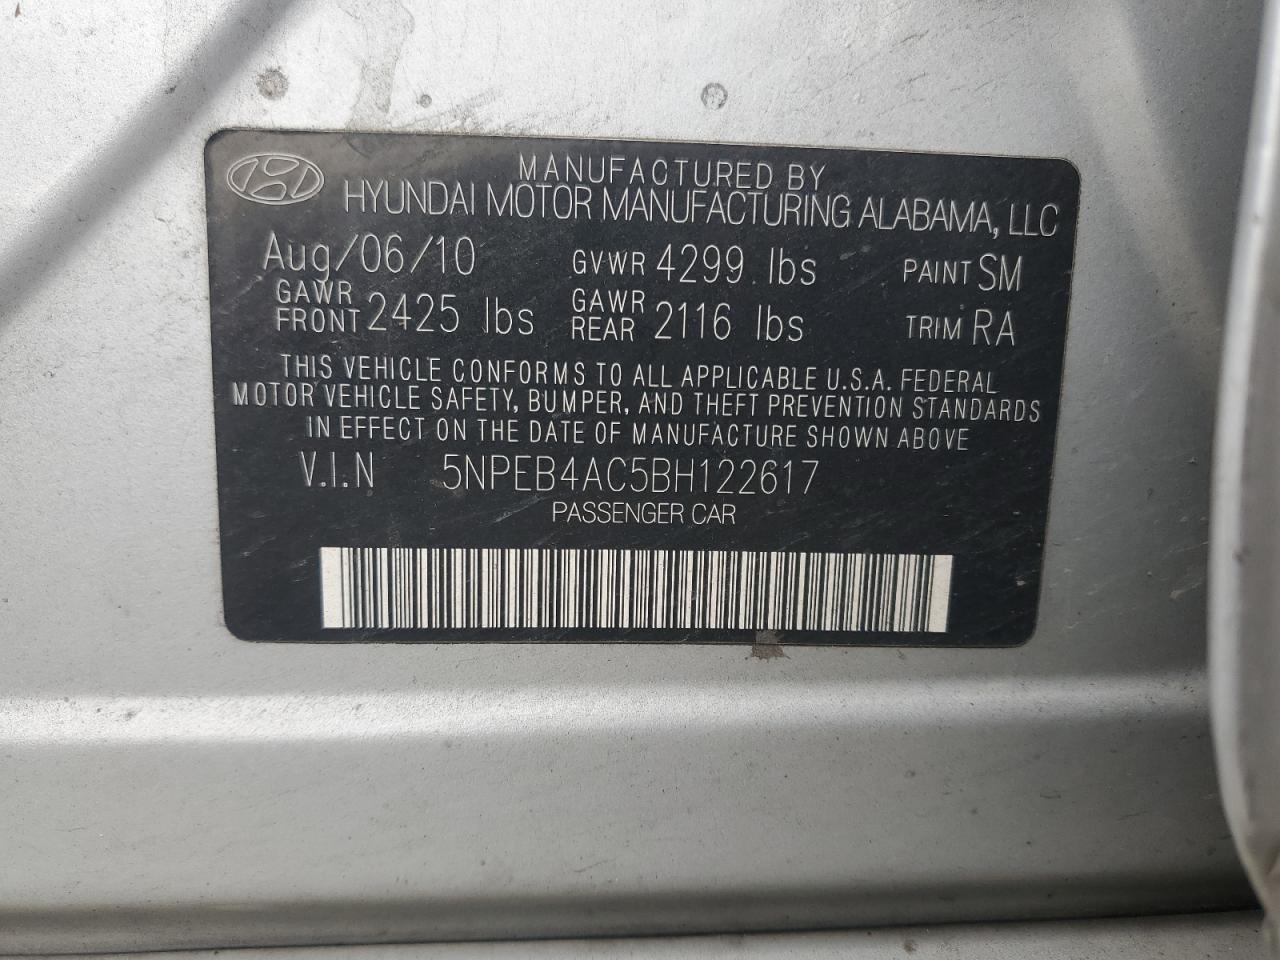 MANUFACTURED BY
HYUNDAI MOTOR MANUFACTURING ALABAMA, LLC
Aug/06/10 GVWR 4299 lbs PAINT SM
GAWR FRONT 2425 lbs GAWR REAR 2116 lbs TRIM RA
THIS VEHICLE CONFORMS TO ALL APPLICABLE U.S.A. FEDERAL
MOTOR VEHICLE SAFETY, BUMPER, AND THEFT PREVENTION STANDARDS
IN EFFECT ON THE DATE OF MANUFACTURE SHOWN ABOVE
V.I.N 5NPEB4AC5BH122617
PASSENGER CAR